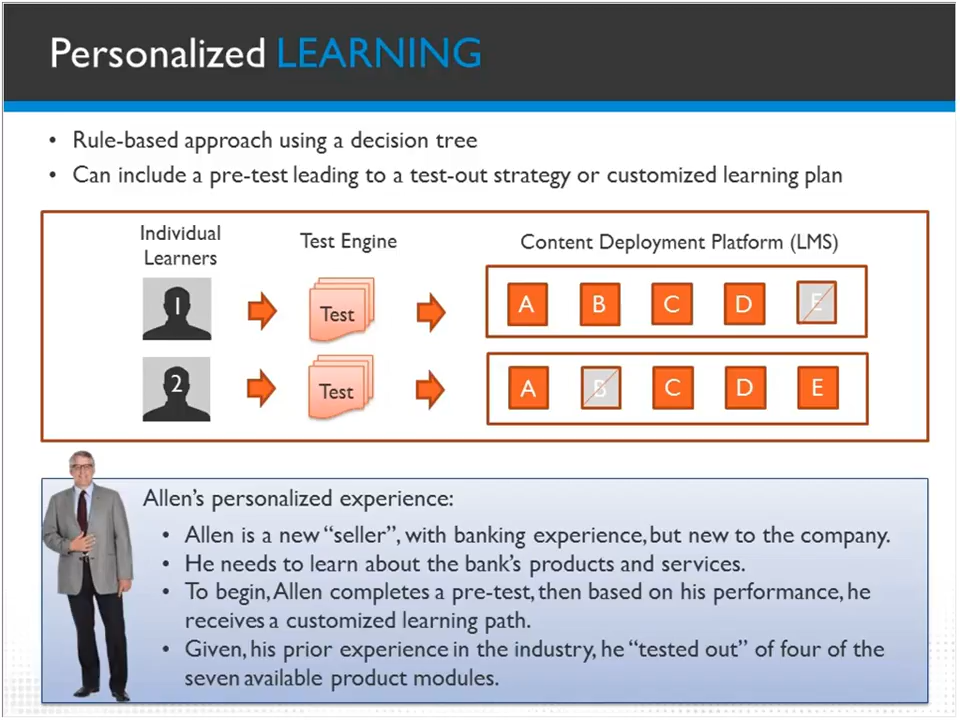 Personalized LEARNING
• Rule-based approach using a decision tree
• Can include a pre-test leading to a test-out strategy or customized learning plan
Individual
Learners
Test Engine
Content Deployment Platform (LMS)
1
Test
A B C D E
2
Test
A B C D E
Allen's personalized experience:
• Allen is a new “seller”, with banking experience, but new to the company.
• He needs to learn about the bank's products and services.
• To begin, Allen completes a pre-test, then based on his performance, he
receives a customized learning path.
• Given, his prior experience in the industry, he “tested out” of four of the
seven available product modules.